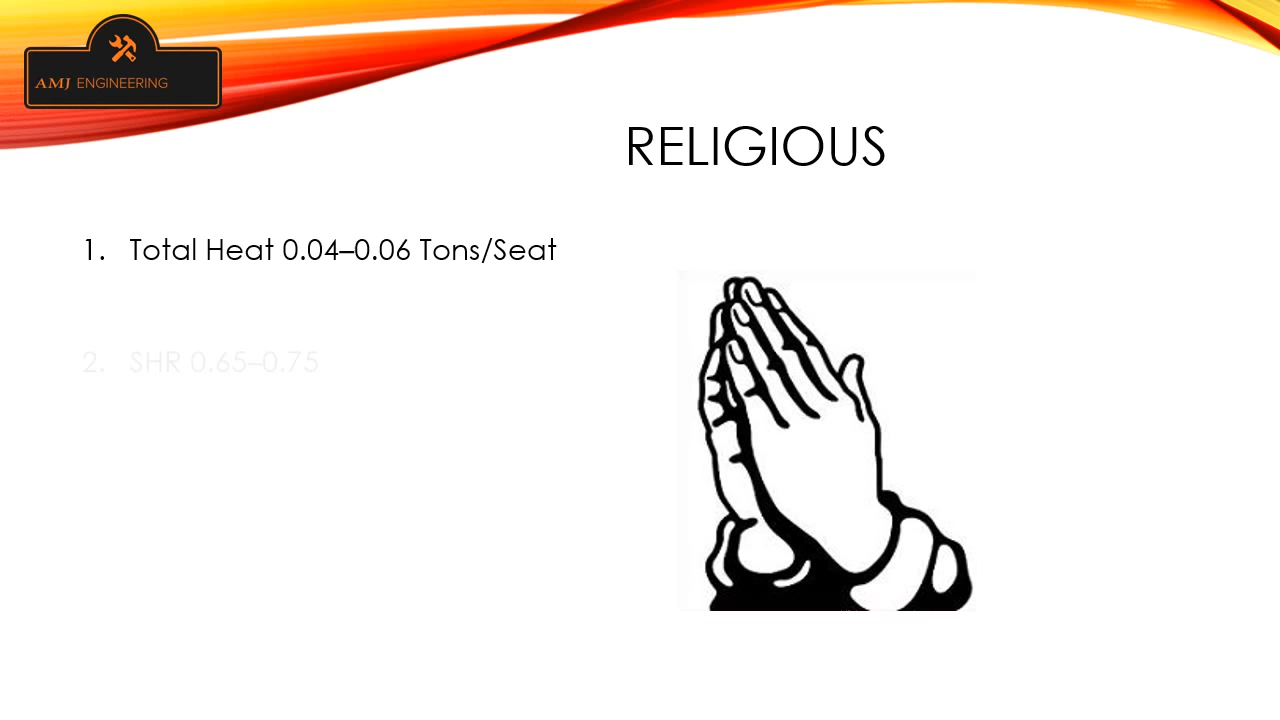 AMJ ENGINEERING
RELIGIOUS
1. Total Heat 0.04–0.06 Tons/Seat
2. SHR 0.65–0.75